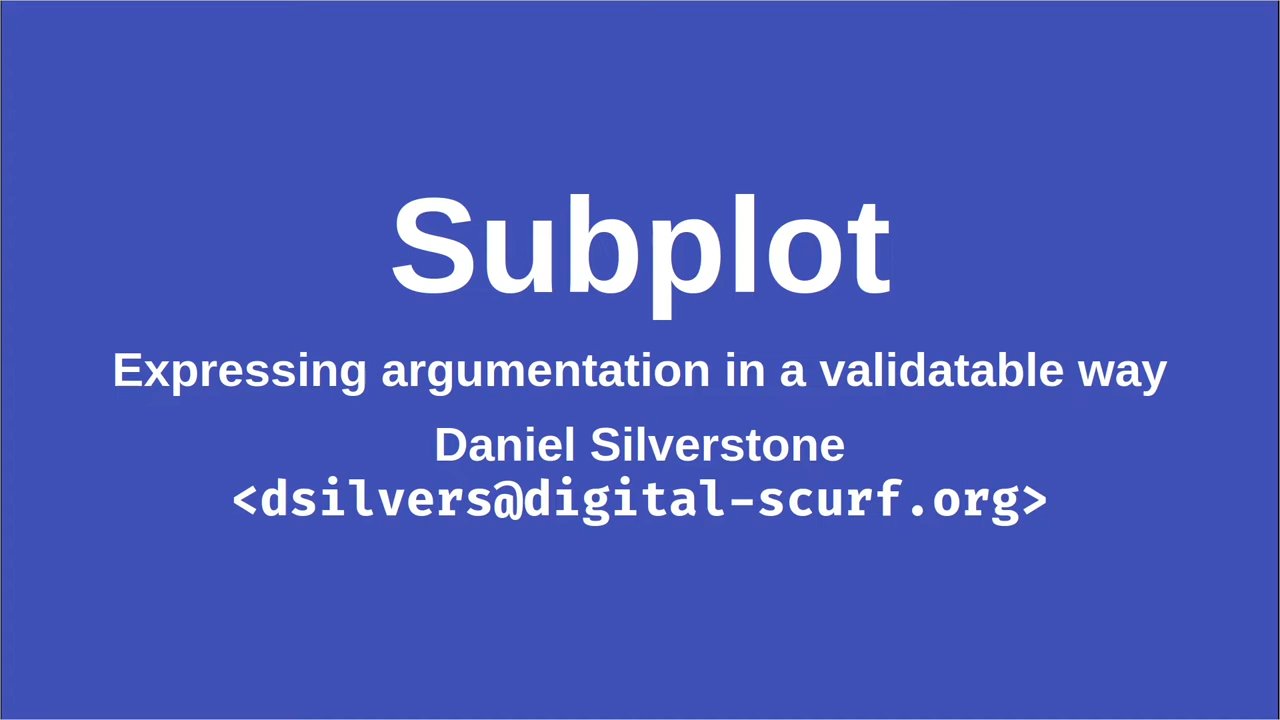 Subplot
Expressing argumentation in a validatable way
Daniel Silverstone
<dsilvers@digital-scurf.org>